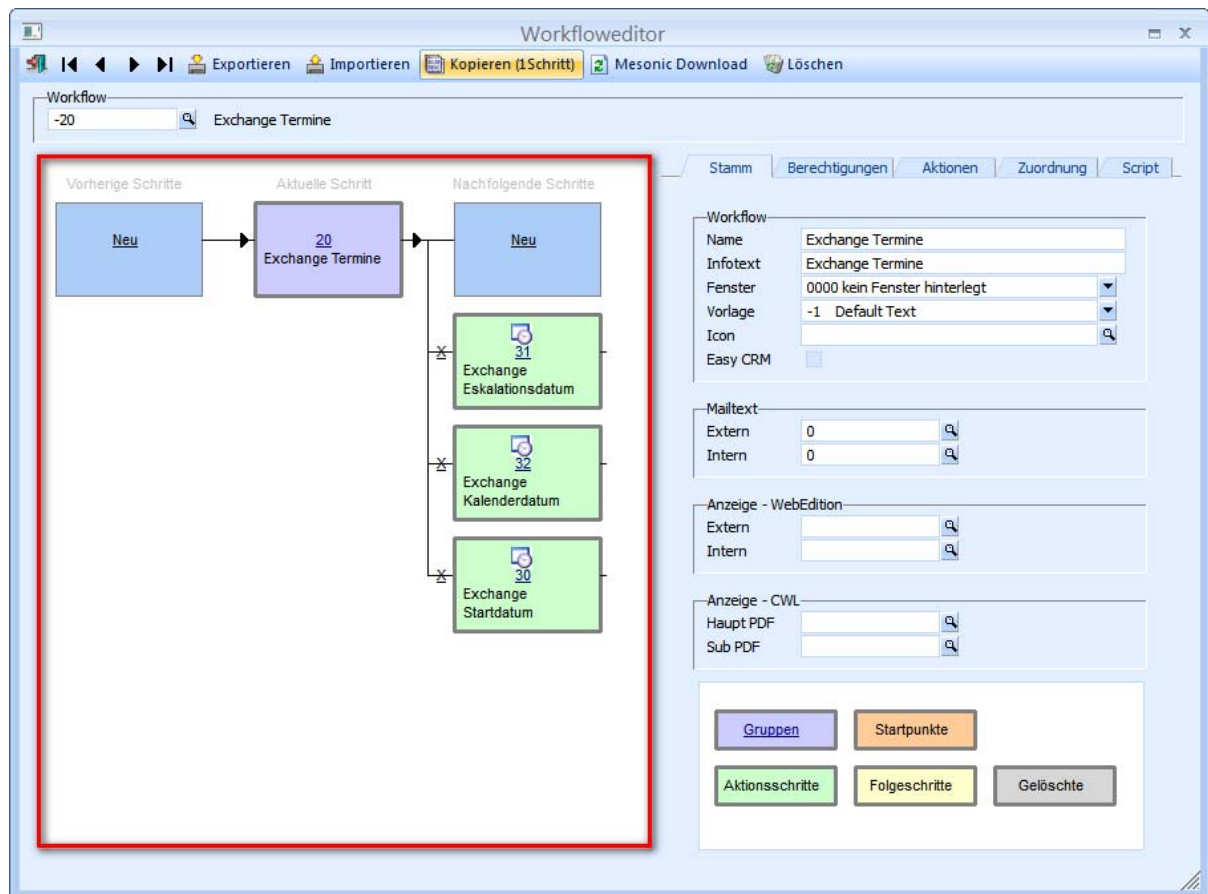 Workfloweditor
Exportieren Importieren Kopieren (1Schritt) Mesonic Download Löschen
Workflow
-20 Exchange Termine
Vorherige Schritte Aktuelle Schritt Nachfolgende Schritte
Neu
20
Exchange Termine
Neu
X
31
Exchange
Eskalationsdatum
X
32
Exchange
Kalenderdatum
X
30
Exchange
Startdatum
Stamm Berechtigungen Aktionen Zuordnung Script
Workflow
Name Exchange Termine
Infotext Exchange Termine
Fenster 0000 kein Fenster hinterlegt
Vorlage -1 Default Text
Icon
Easy CRM
Mailtext
Extern 0
Intern 0
Anzeige - WebEdition
Extern
Intern
Anzeige - CWL
Haupt PDF
Sub PDF
Gruppen Startpunkte
Aktionsschritte Folgeschritte Gelöschte